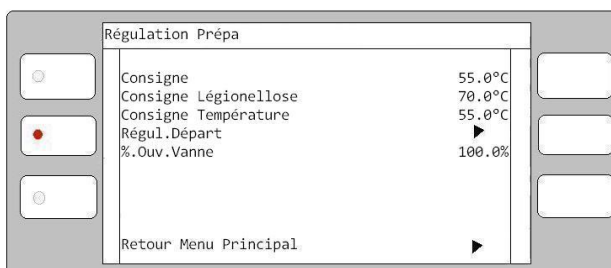 Régulation Prépa
Consigne 55.0°C
Consigne Légionellose 70.0°C
Consigne Température 55.0°C
Régul.Départ ▶
%.Ouv.Vanne 100.0%
Retour Menu Principal ▶